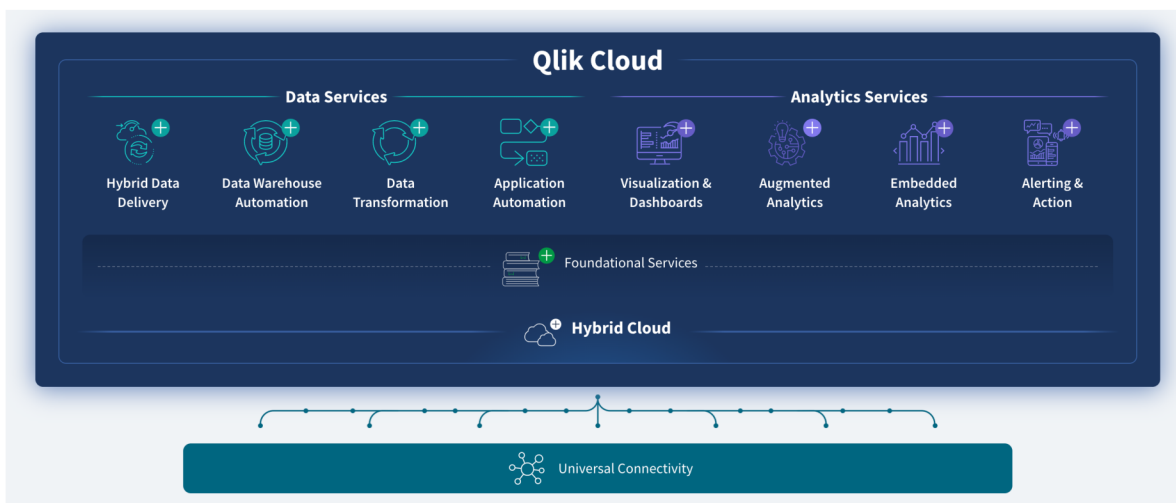 Qlik Cloud
Data Services
Analytics Services
Hybrid Data
Delivery
Data Warehouse
Automation
Data
Transformation
Application
Automation
Visualization &
Dashboards
Augmented
Analytics
Embedded
Analytics
Alerting &
Action
Foundational Services
Hybrid Cloud
Universal Connectivity